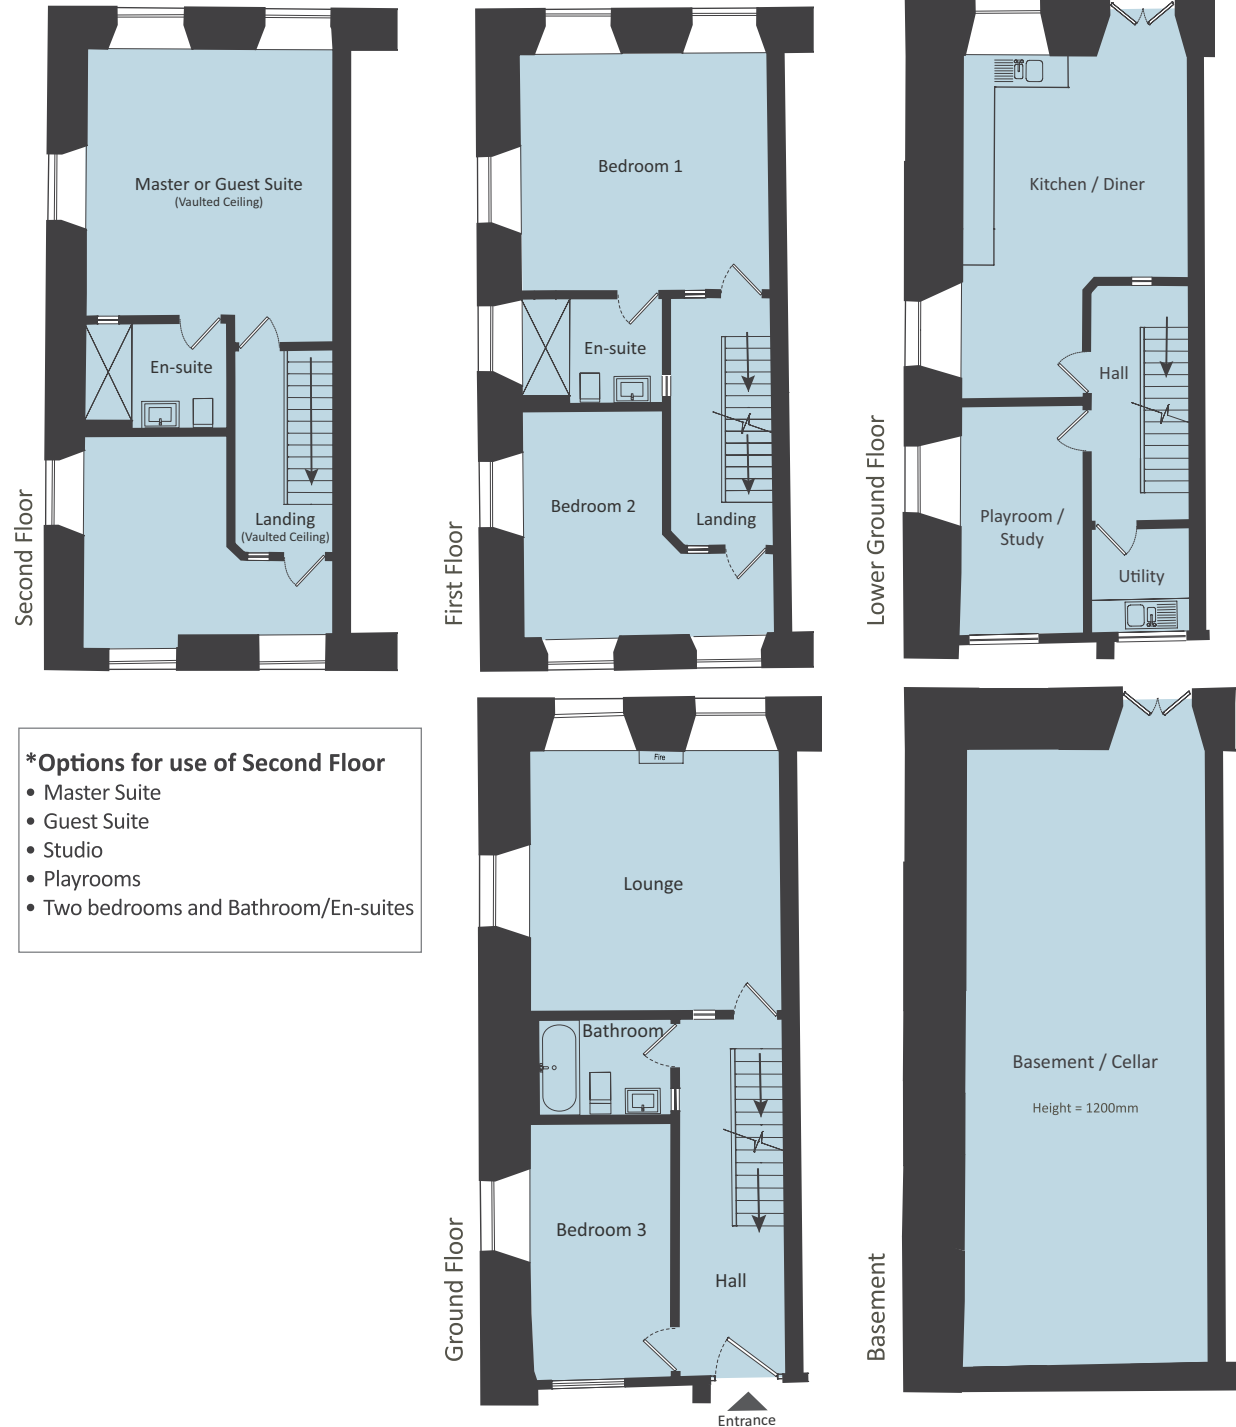 Second Floor
Master or Guest Suite
(Vaulted Ceiling)
En-suite
Landing
(Vaulted Ceiling)
First Floor
Bedroom 1
En-suite
Bedroom 2
Landing
Lower Ground Floor
Kitchen / Diner
Hall
Playroom /
Study
Utility
*Options for use of Second Floor
• Master Suite
• Guest Suite
• Studio
• Playrooms
• Two bedrooms and Bathroom/En-suites
Ground Floor
Fire
Lounge
Bathroom
Bedroom 3
Hall
Entrance
Basement
Basement / Cellar
Height = 1200mm